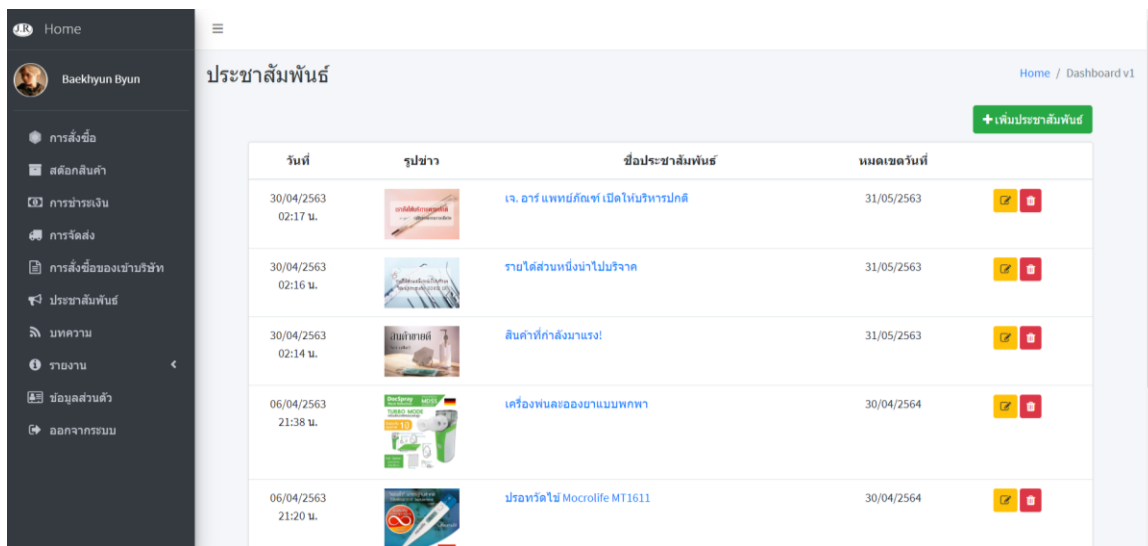 J.R Home
Baekhyun Byun
การสั่งซื้อ
สต๊อกสินค้า
การชำระเงิน
การจัดส่ง
การสั่งซื้อของเข้าบริษัท
ประชาสัมพันธ์
บทความ
รายงาน
ข้อมูลส่วนตัว
ออกจากระบบ
ประชาสัมพันธ์
Home / Dashboard v1
เพิ่มประชาสัมพันธ์
วันที่ รูปข่าว ชื่อประชาสัมพันธ์ หมดเขตวันที่
30/04/2563 เจ. อาร์ แพทย์ภัณฑ์ เปิดให้บริหารปกติ 31/05/2563
02:17 น.
30/04/2563 รายได้ส่วนหนึ่งนำไปบริจาค 31/05/2563
02:16 น.
30/04/2563 สินค้าขายดี สินค้าที่กำลังมาแรง! 31/05/2563
02:14 น.
06/04/2563 DocSpray MD55 เครื่องพ่นละอองยาแบบพกพา 30/04/2564
TURBO MODE
21:38 น.
10
06/04/2563 ปรอทวัดไข้ Mocrolife MT1611 30/04/2564
21:20 น.